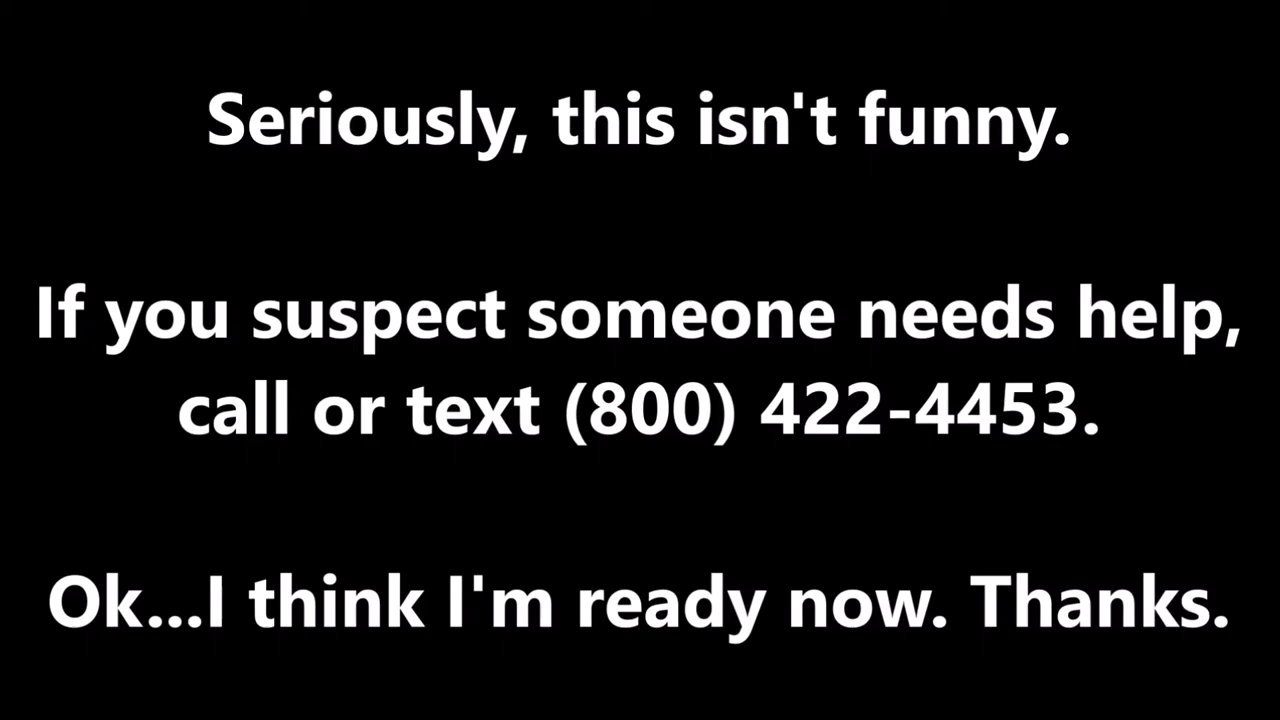 Seriously, this isn't funny.
If you suspect someone needs help,
call or text (800) 422-4453.
Ok...I think I'm ready now. Thanks.